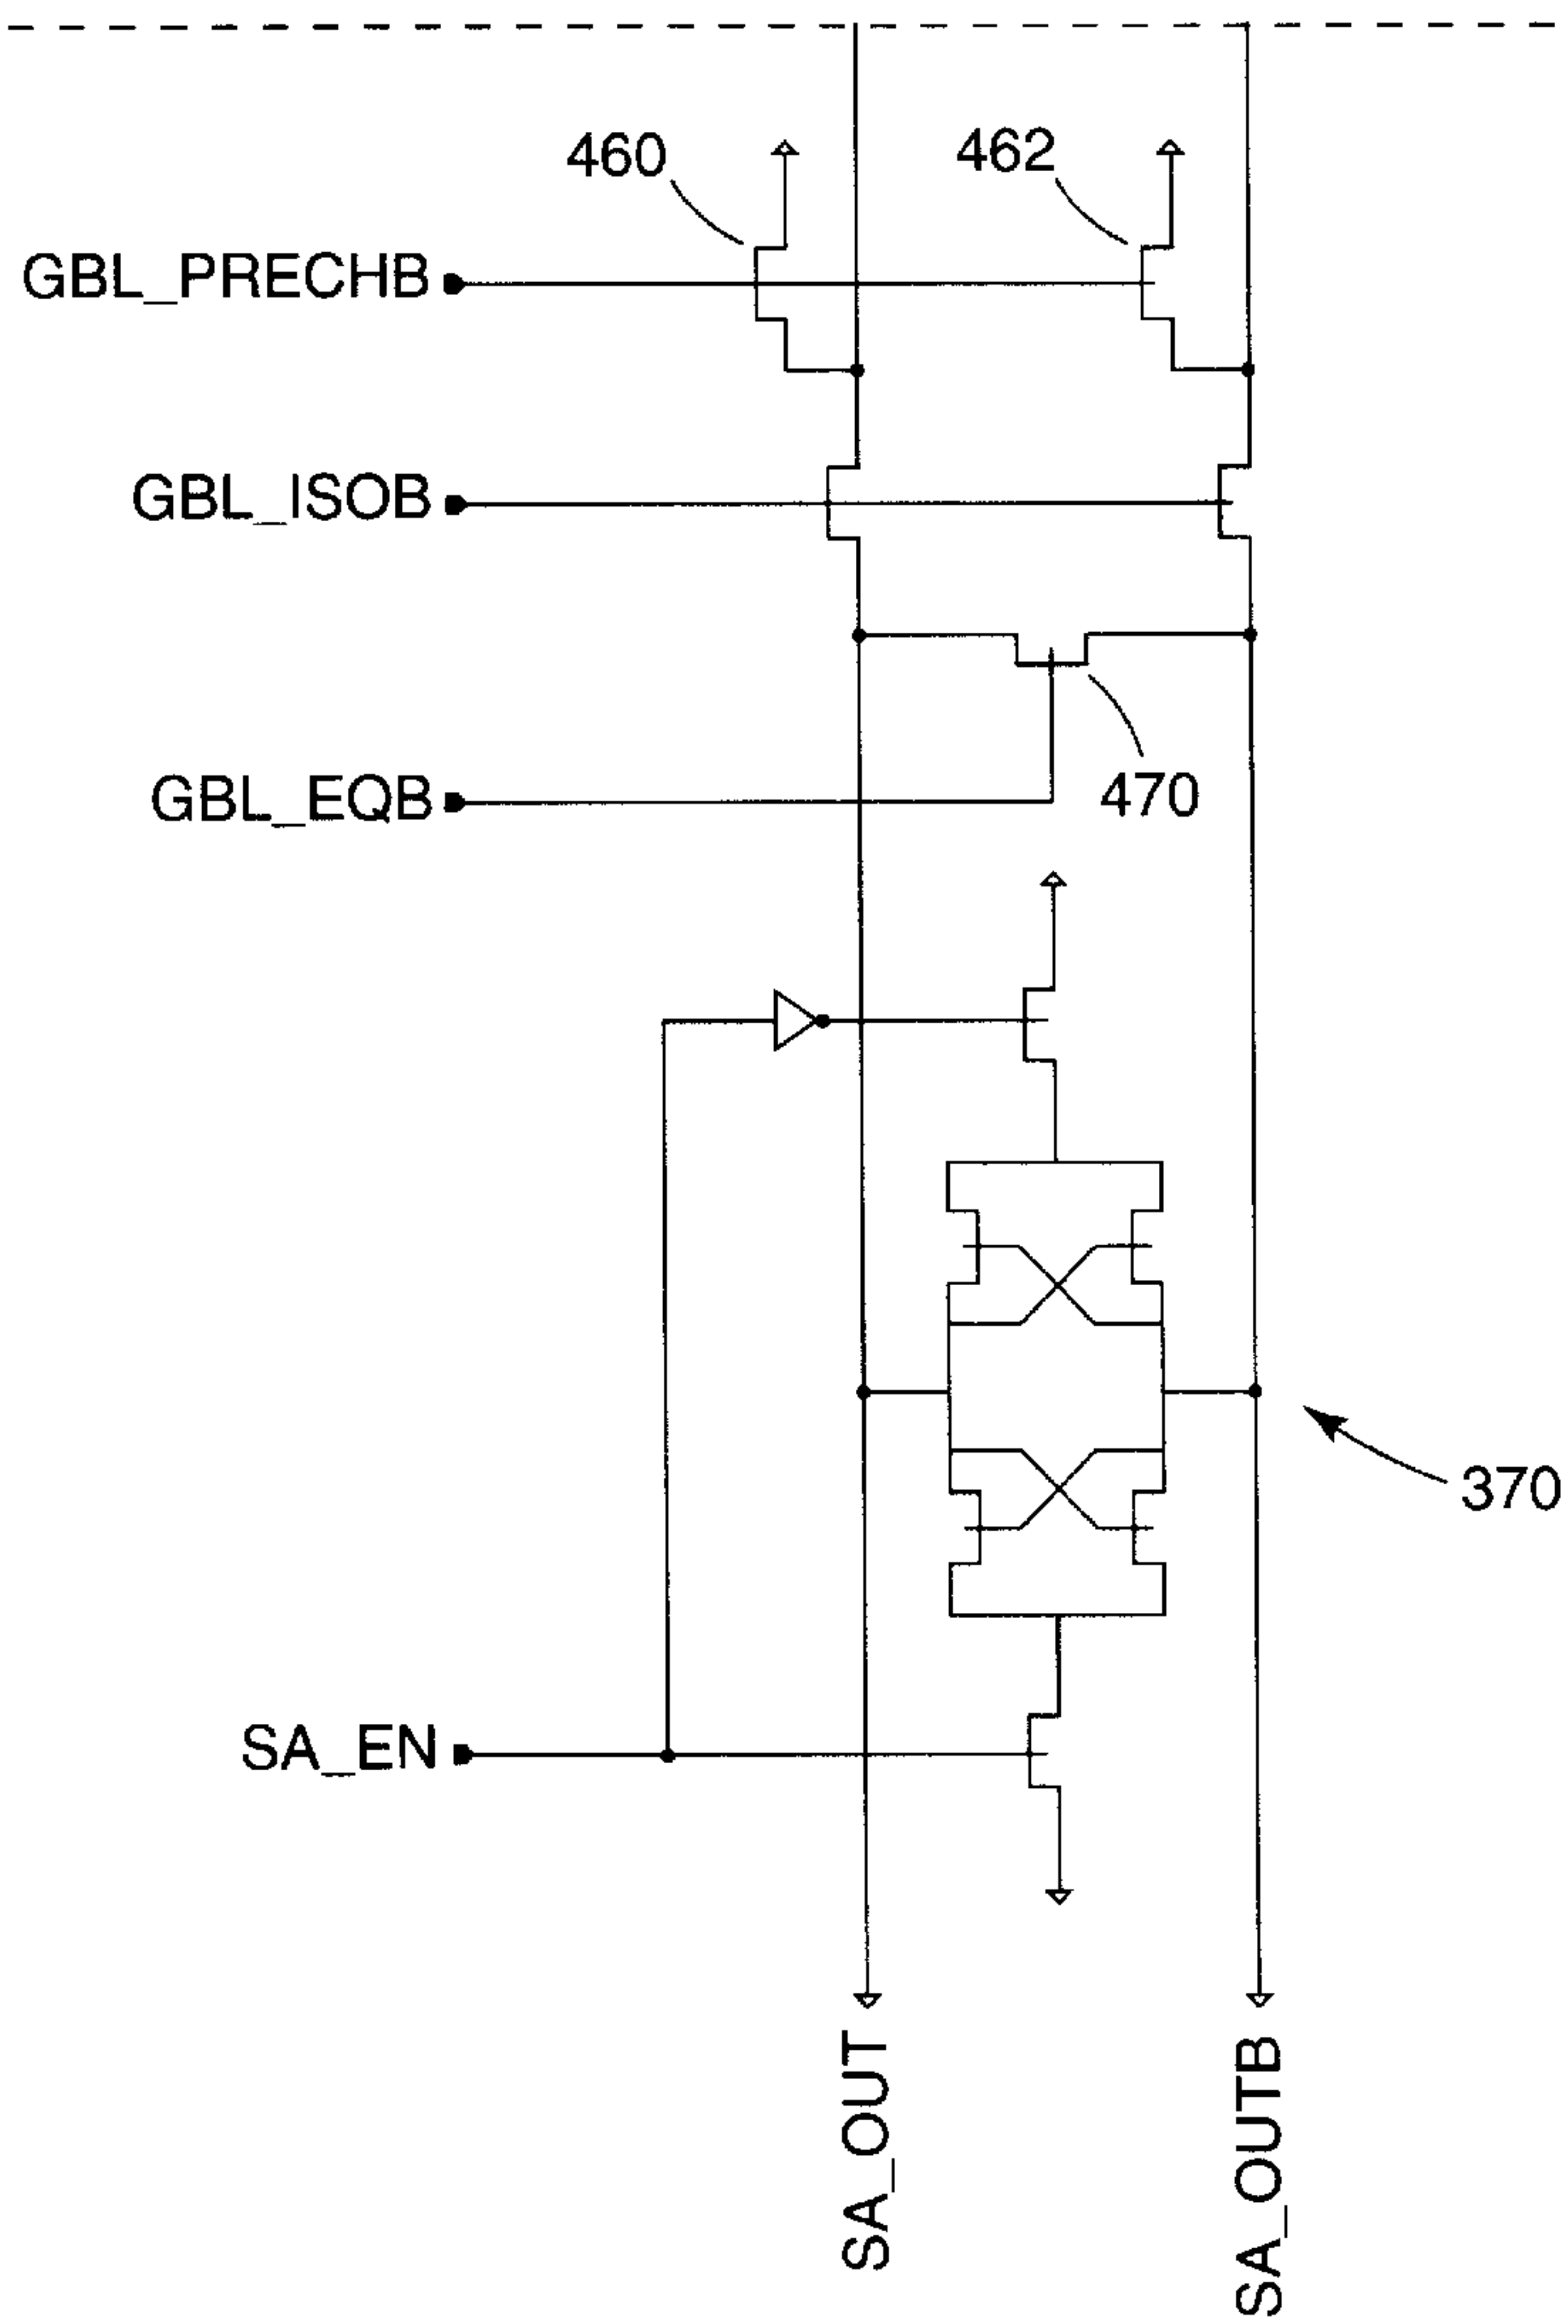 460
462
GBL_PRECHB
GBL_ISOB
GBL_EQB
470
370
SA_EN
SA_OUT
SA_OUTB